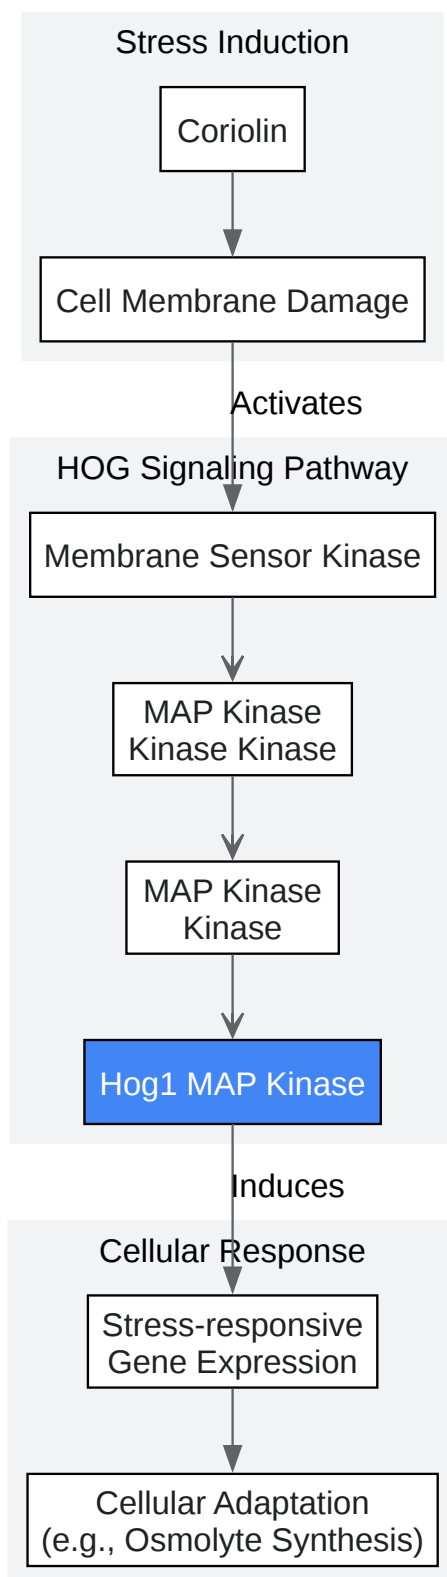 Stress Induction
Coriolin
Cell Membrane Damage
Activates
HOG Signaling Pathway
Membrane Sensor Kinase
MAP Kinase
Kinase Kinase
MAP Kinase
Kinase
Hog1 MAP Kinase
Induces
Cellular Response
Stress-responsive
Gene Expression
Cellular Adaptation
(e.g., Osmolyte Synthesis)